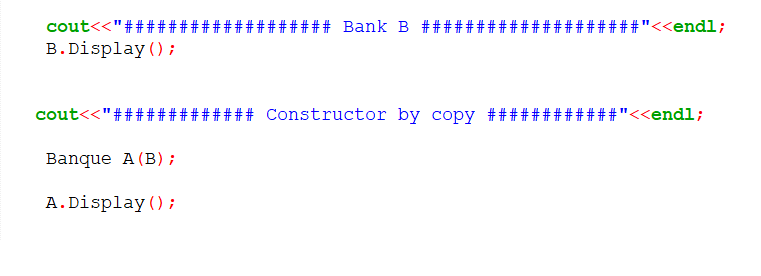 cout<<"################### Bank B ####################"<<endl;
B.Display();
cout<<"############# Constructor by copy ############"<<endl;
Banque A(B);
A.Display();